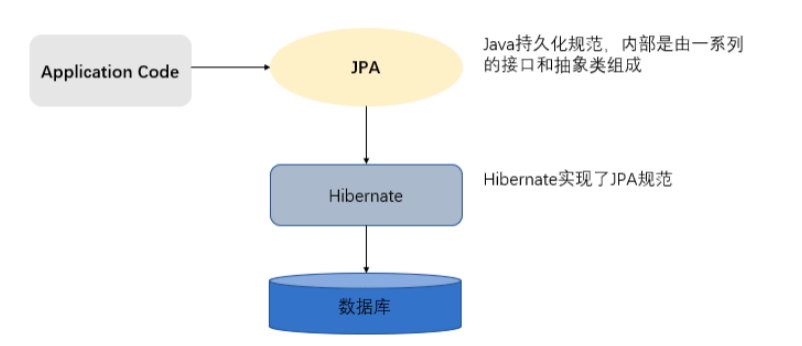 Application Code
JPA
Java持久化规范，内部是由一系列
的接口和抽象类组成
Hibernate
Hibernate实现了JPA规范
数据库